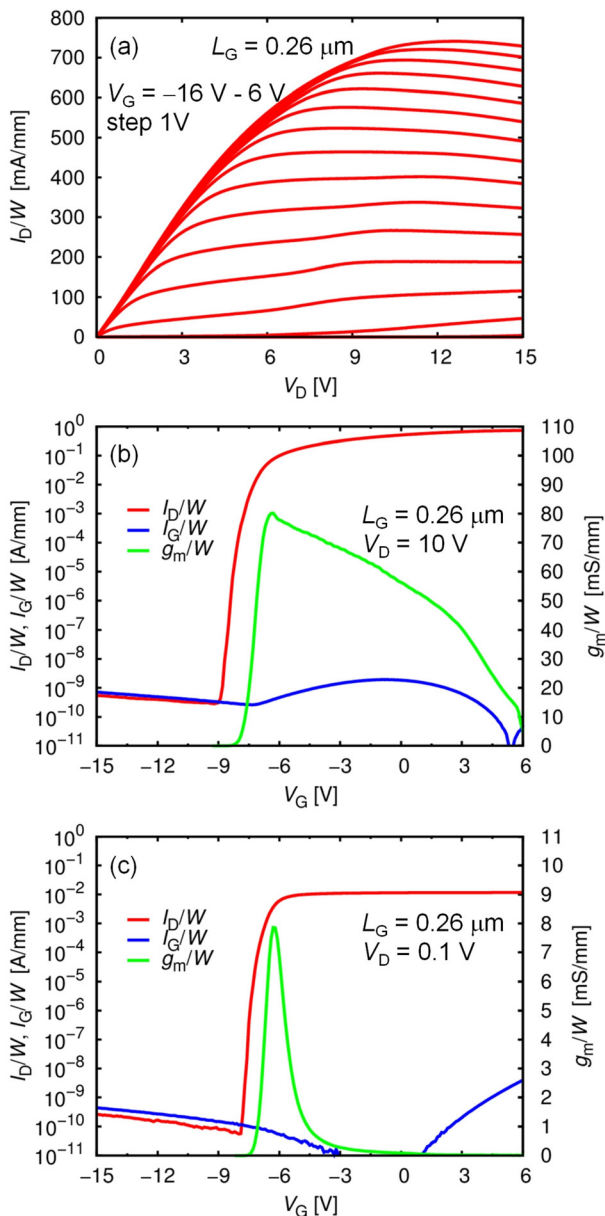 800
700
600
500
400
300
200
100
0
I_D/W [mA/mm]
(a)
L_G = 0.26 μm
V_G = −16 V - 6 V
step 1V
0 3 6 9 12 15
V_D [V]
10^0
10^-1
10^-2
10^-3
10^-4
10^-5
10^-6
10^-7
10^-8
10^-9
10^-10
10^-11
I_D/W, I_G/W [A/mm]
(b)
I_D/W
I_G/W
g_m/W
L_G = 0.26 μm
V_D = 10 V
110
100
90
80
70
60
50
40
30
20
10
0
g_m/W [mS/mm]
−15 −12 −9 −6 −3 0 3 6
V_G [V]
10^0
10^-1
10^-2
10^-3
10^-4
10^-5
10^-6
10^-7
10^-8
10^-9
10^-10
10^-11
I_D/W, I_G/W [A/mm]
(c)
I_D/W
I_G/W
g_m/W
L_G = 0.26 μm
V_D = 0.1 V
11
10
9
8
7
6
5
4
3
2
1
0
g_m/W [mS/mm]
−15 −12 −9 −6 −3 0 3 6
V_G [V]